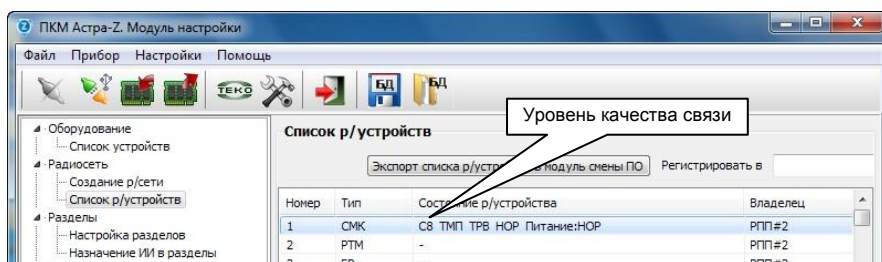 ПКМ Астра-Z. Модуль настройки
Файл Прибор Настройки Помощь
ТЕКО БД БД
Уровень качества связи
Оборудование
Список устройств
Радиосеть
Создание р/сети
Список р/устройств
Разделы
Настройка разделов
Назначение ИИ в разделы
Список р/устройств
Экспорт списка р/устр в модуль смены ПО Регистрировать в
Номер Тип Состояние р/устройства Владелец
1 СМК С8 ТМП ТРВ НОР Питание:НОР РПП#2
2 РТМ - РПП#2